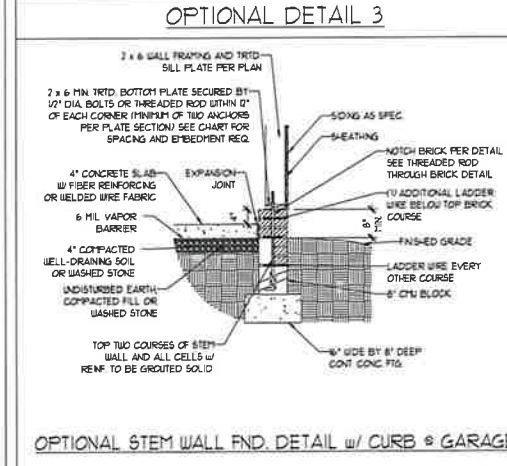 OPTIONAL DETAIL 3
2 x 6 WALL FRAMING AND TRTD
SILL PLATE PER PLAN
2 x 6 MIN. TRTD. BOTTOM PLATE SECURED BY
1/2" DIA. BOLTS OR THREADED ROD WITHIN 12"
OF EACH CORNER (MINIMUM OF TWO ANCHORS
PER PLATE SECTION) SEE CHART FOR
SPACING AND EMBEDMENT REQ.
4" CONCRETE SLAB
W/ FIBER REINFORCING
OR WELDED WIRE FABRIC
EXPANSION
JOINT
6 MIL VAPOR
BARRIER
4" COMPACTED
WELL-DRAINING SOIL
OR WASHED STONE
UNDISTURBED EARTH,
COMPACTED FILL OR
WASHED STONE
TOP TWO COURSES OF STEM
WALL AND ALL CELLS w/
REINF. TO BE GROUTED SOLID
SIDING AS SPEC.
SHEATHING
NOTCH BRICK PER DETAIL
SEE THREADED ROD
THROUGH BRICK DETAIL
(1) ADDITIONAL LADDER
WIRE BELOW TOP BRICK
COURSE
4"
8"
MIN.
FINISHED GRADE
LADDER WIRE EVERY
OTHER COURSE
8" CMU BLOCK
16" WIDE BY 8" DEEP
CONT. CONC. FTG.
OPTIONAL STEM WALL FND. DETAIL w/ CURB @ GARAGE